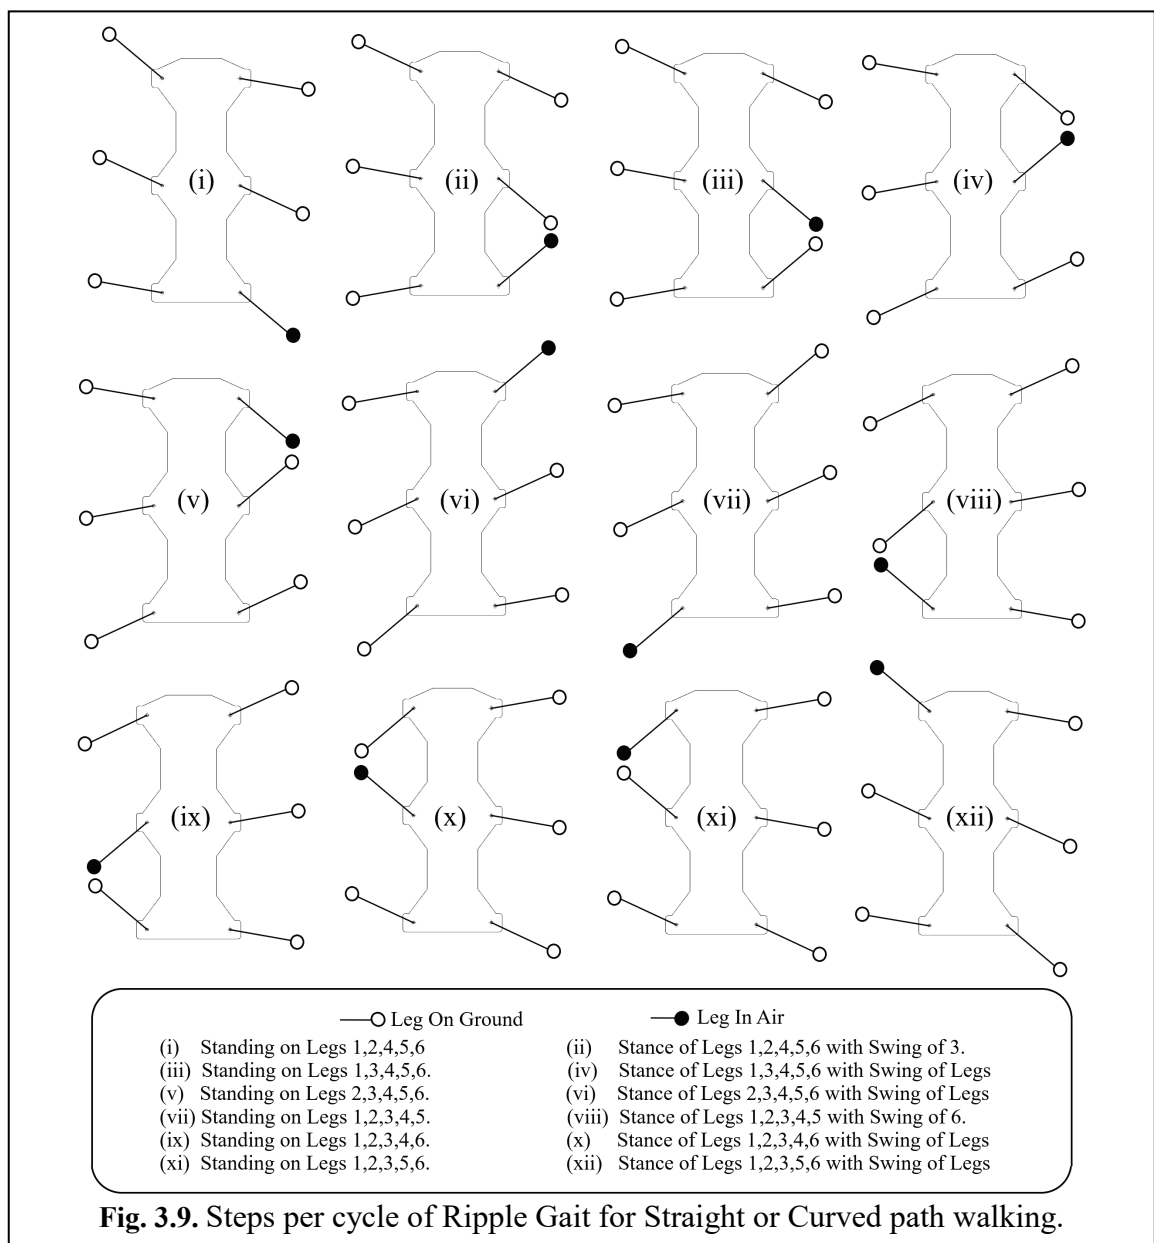 (i)
(ii)
(iii)
(iv)
(v)
(vi)
(vii)
(viii)
(ix)
(x)
(xi)
(xii)
Leg On Ground
Leg In Air
(i) Standing on Legs 1,2,4,5,6
(ii) Stance of Legs 1,2,4,5,6 with Swing of 3.
(iii) Standing on Legs 1,3,4,5,6.
(iv) Stance of Legs 1,3,4,5,6 with Swing of Legs
(v) Standing on Legs 2,3,4,5,6.
(vi) Stance of Legs 2,3,4,5,6 with Swing of Legs
(vii) Standing on Legs 1,2,3,4,5.
(viii) Stance of Legs 1,2,3,4,5 with Swing of 6.
(ix) Standing on Legs 1,2,3,4,6.
(x) Stance of Legs 1,2,3,4,6 with Swing of Legs
(xi) Standing on Legs 1,2,3,5,6.
(xii) Stance of Legs 1,2,3,5,6 with Swing of Legs
Fig. 3.9. Steps per cycle of Ripple Gait for Straight or Curved path walking.